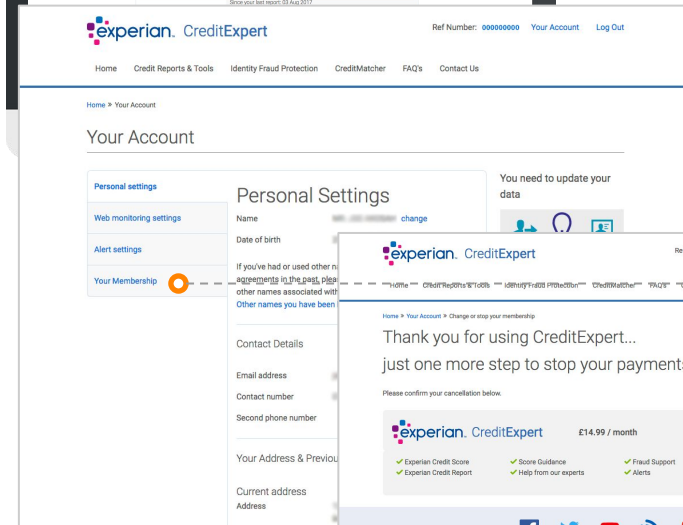 Since your last report: 03 Aug 2017
experian. CreditExpert
Ref Number: 000000000 Your Account Log Out
Home Credit Reports & Tools Identity Fraud Protection CreditMatcher FAQ's Contact Us
Home » Your Account
Your Account
Personal settings
Web monitoring settings
Alert settings
Your Membership
Personal Settings
Name change
Date of birth
If you've had or used other
agreements in the past,
other names associated with
Other names you have been
Contact Details
Email address
Contact number
Second phone number
Your Address &
Current address
Address
You need to update your
data
experian. CreditExpert
Home Credit Reports & Tools Identity Fraud Protection CreditMatcher FAQ's
Home » Your Account » Change or stop your membership
Thank you for using CreditExpert...
just one more step to stop your payments
Please confirm your cancellation below.
experian. CreditExpert £14.99 / month
Experian Credit Score Score Guidance Fraud Support
Experian Credit Report Help from our experts Alerts